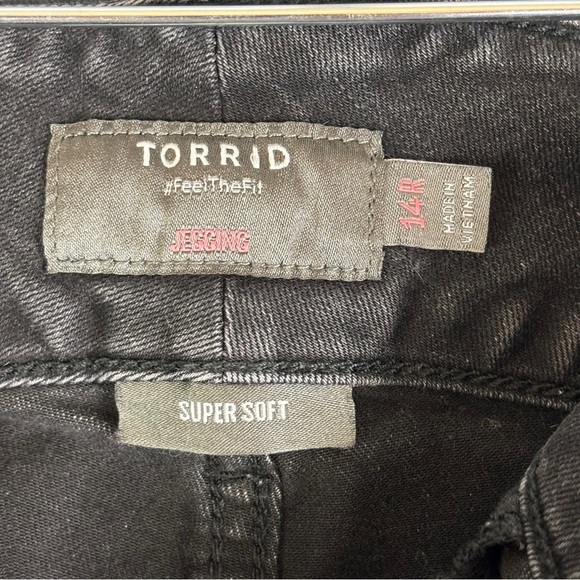 TORRID
#FeelTheFit
JEGGING
14R
MADE IN
VIETNAM
SUPER SOFT